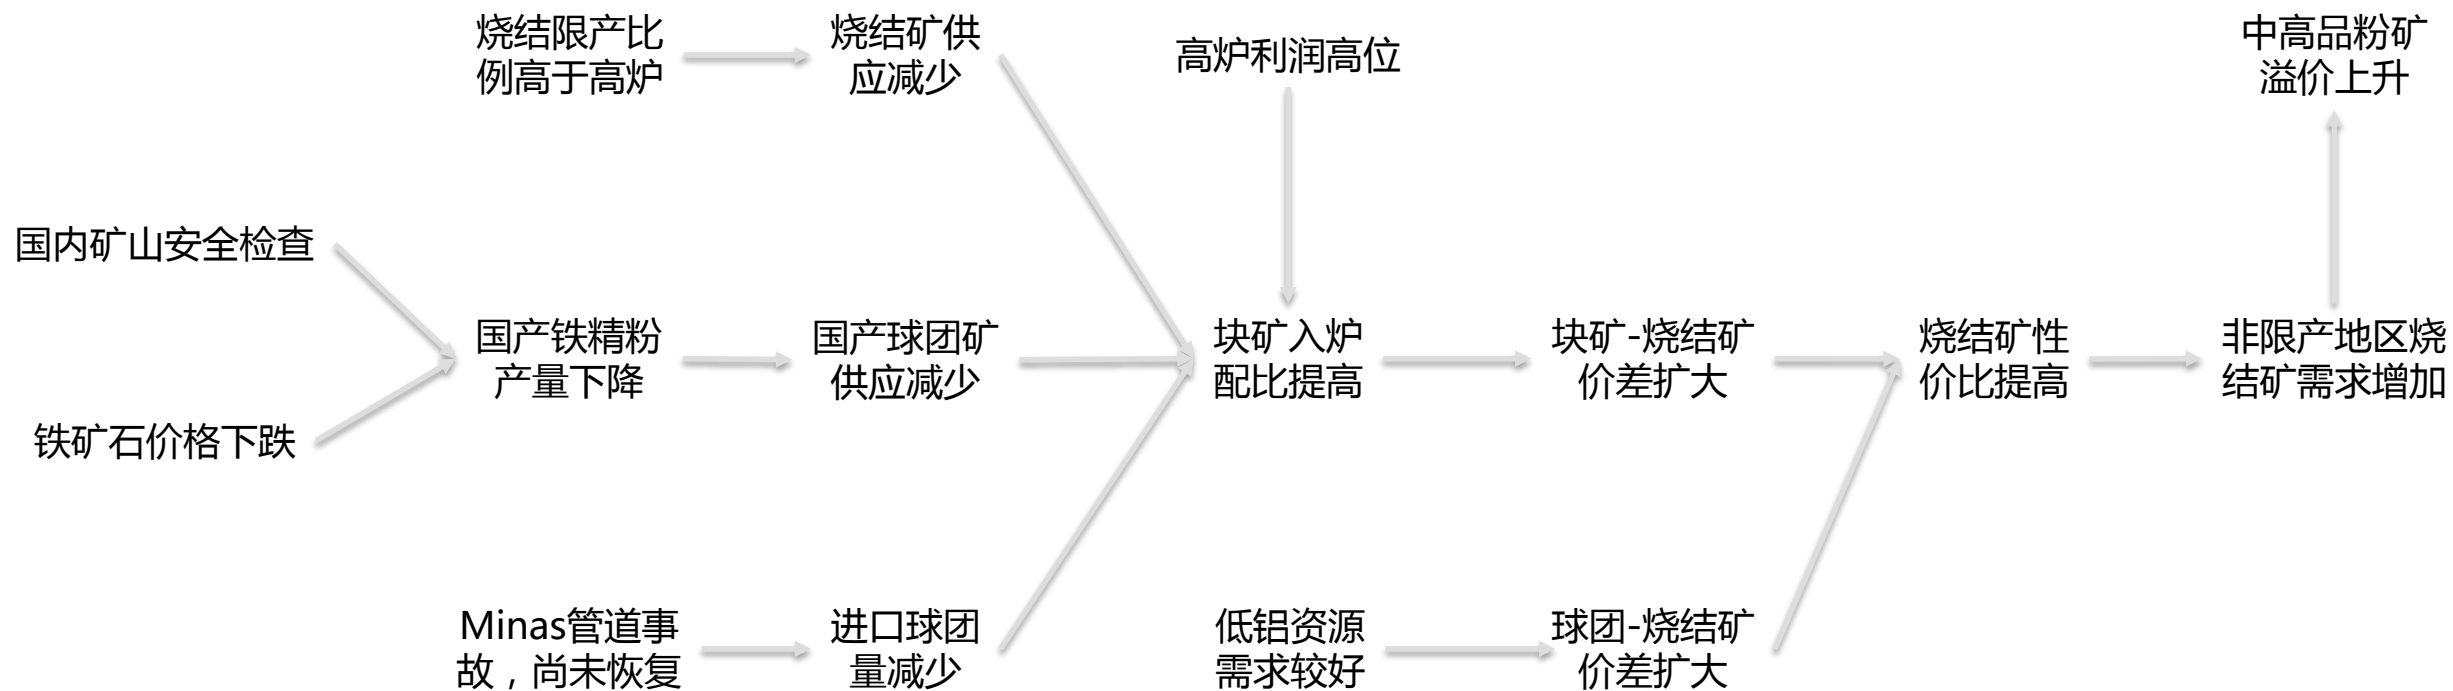 烧结限产比
例高于高炉
烧结矿供
应减少
高炉利润高位
中高品粉矿
溢价上升
国内矿山安全检查
铁矿石价格下跌
国产铁精粉
产量下降
国产球团矿
供应减少
块矿入炉
配比提高
块矿-烧结矿
价差扩大
烧结矿性
价比提高
非限产地区烧
结矿需求增加
Minas管道事
故，尚未恢复
进口球团
量减少
低铝资源
需求较好
球团-烧结矿
价差扩大